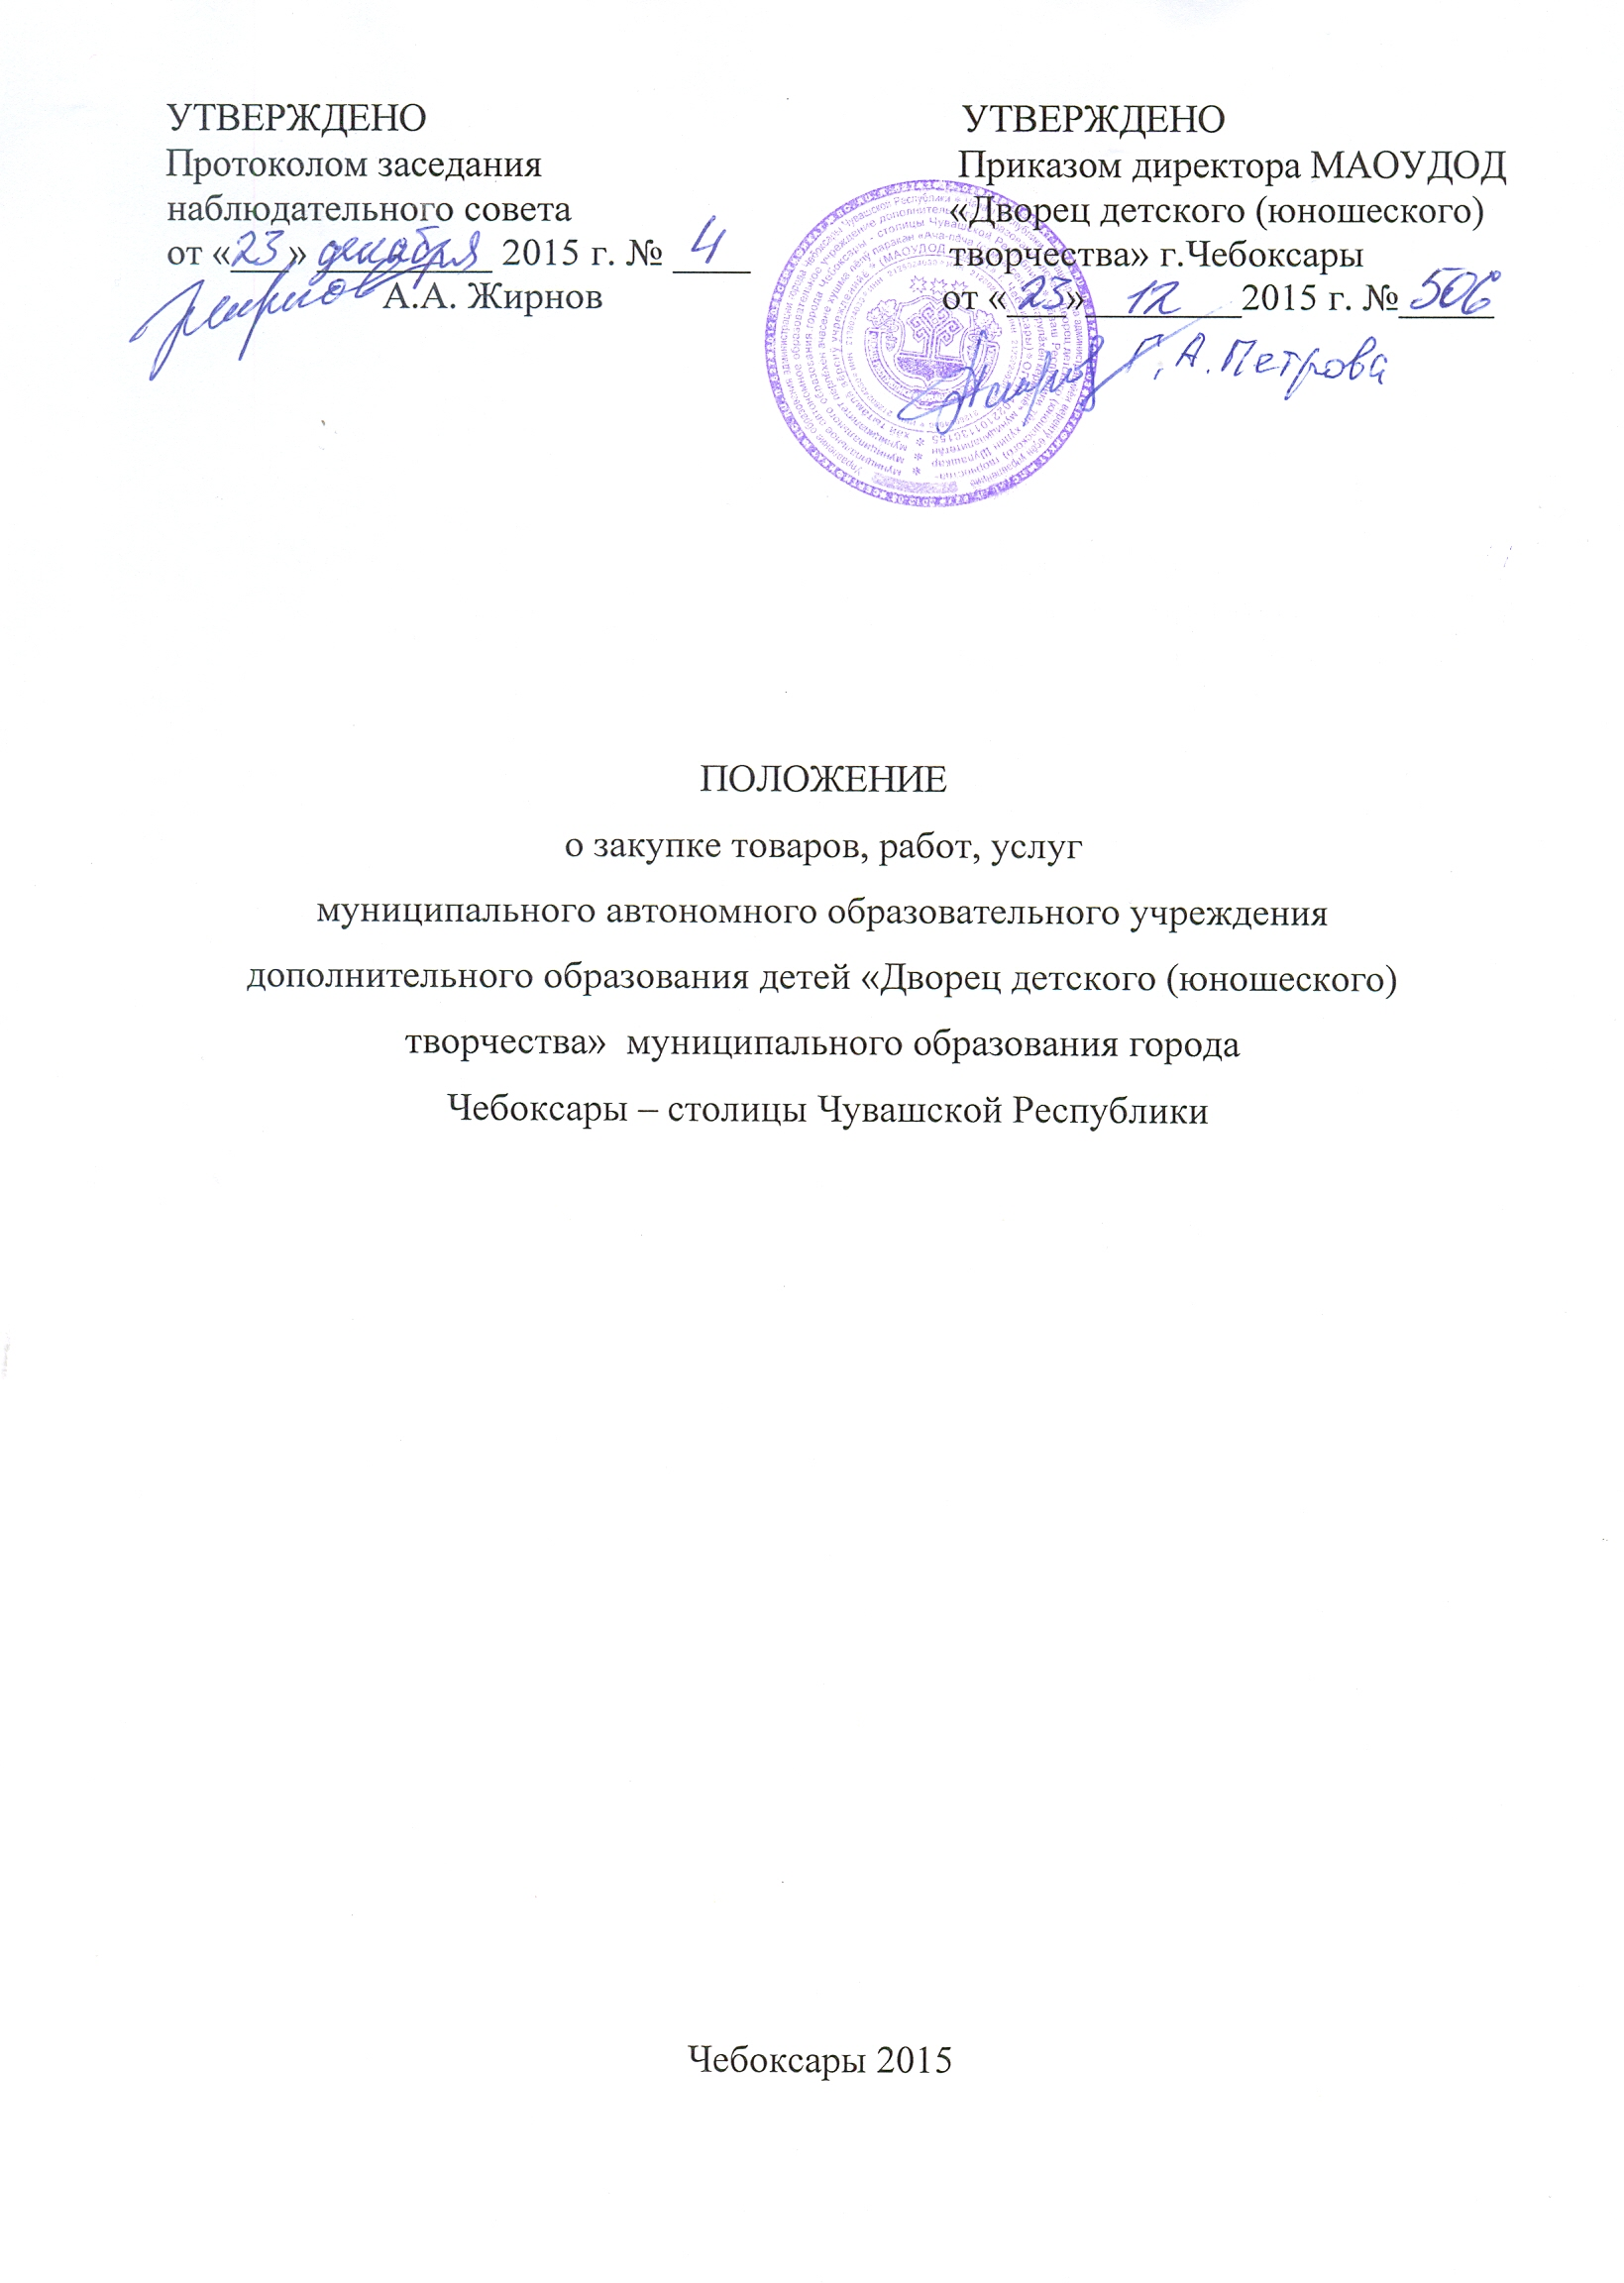 УТВЕРЖДЕНО
Протоколом заседания
наблюдательного совета
от «23» декабря 2015 г. № 4
А.А. Жирнов
УТВЕРЖДЕНО
Приказом директора МАОУДОД
«Дворец детского (юношеского)
творчества» г.Чебоксары
от «23» 12 2015 г. № 506
Г.А.Петрова
ПОЛОЖЕНИЕ
о закупке товаров, работ, услуг
муниципального автономного образовательного учреждения
дополнительного образования детей «Дворец детского (юношеского)
творчества» муниципального образования города
Чебоксары – столицы Чувашской Республики
Чебоксары 2015